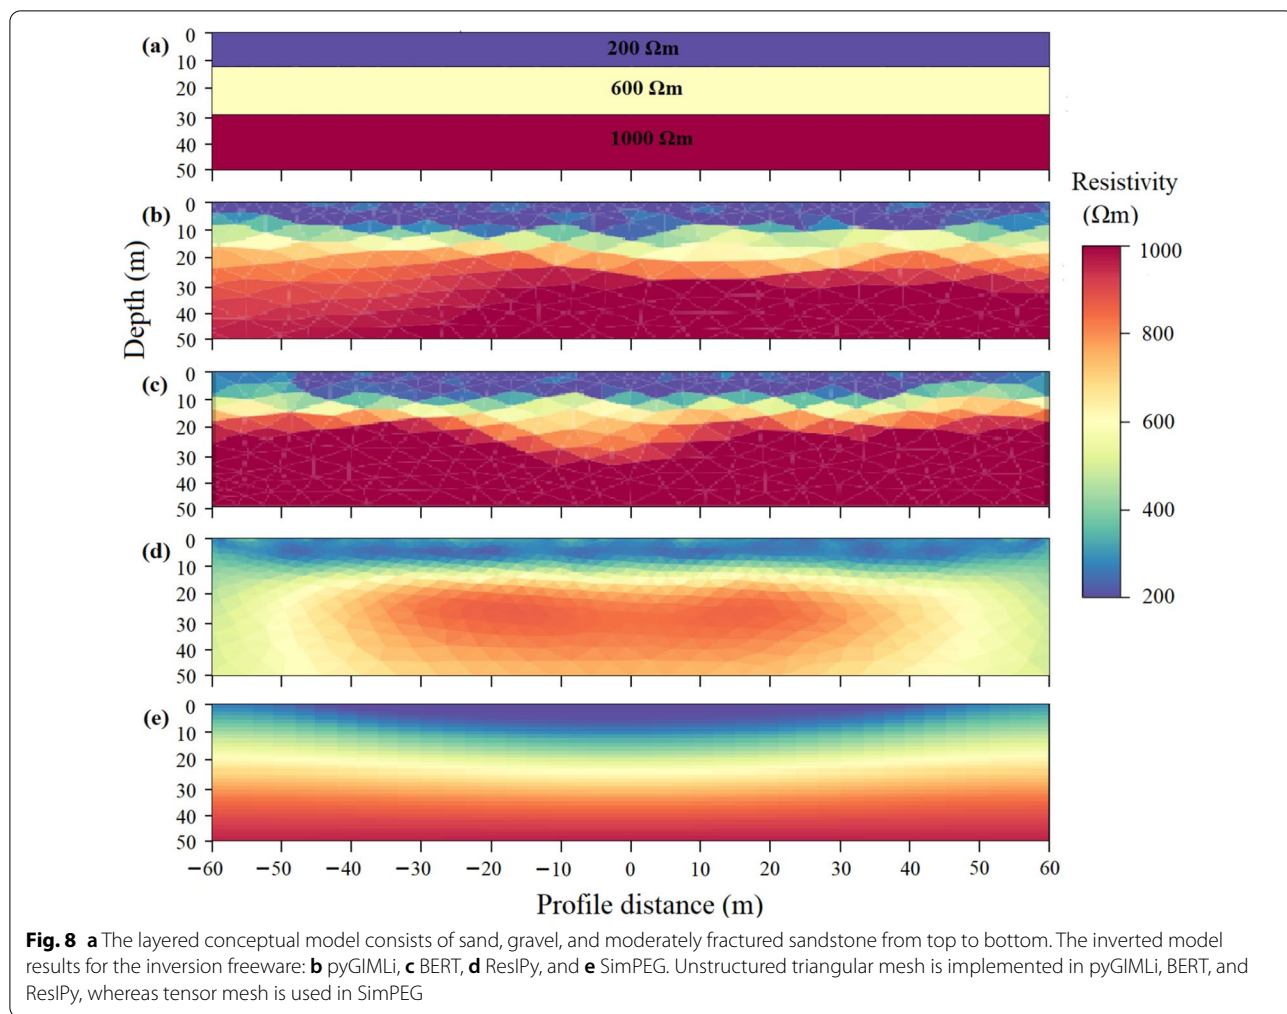 (a)
0
10
20
30
40
50
200 Ωm
600 Ωm
1000 Ωm
(b)
0
10
20
30
40
50
Depth (m)
(c)
0
10
20
30
40
50
(d)
0
10
20
30
40
50
(e)
0
10
20
30
40
50
−60 −50 −40 −30 −20 −10 0 10 20 30 40 50 60
Profile distance (m)
Resistivity
(Ωm)
1000
800
600
400
200
Fig. 8 a The layered conceptual model consists of sand, gravel, and moderately fractured sandstone from top to bottom. The inverted model
results for the inversion freeware: b pyGIMLi, c BERT, d ResIPy, and e SimPEG. Unstructured triangular mesh is implemented in pyGIMLi, BERT, and
ResIPy, whereas tensor mesh is used in SimPEG